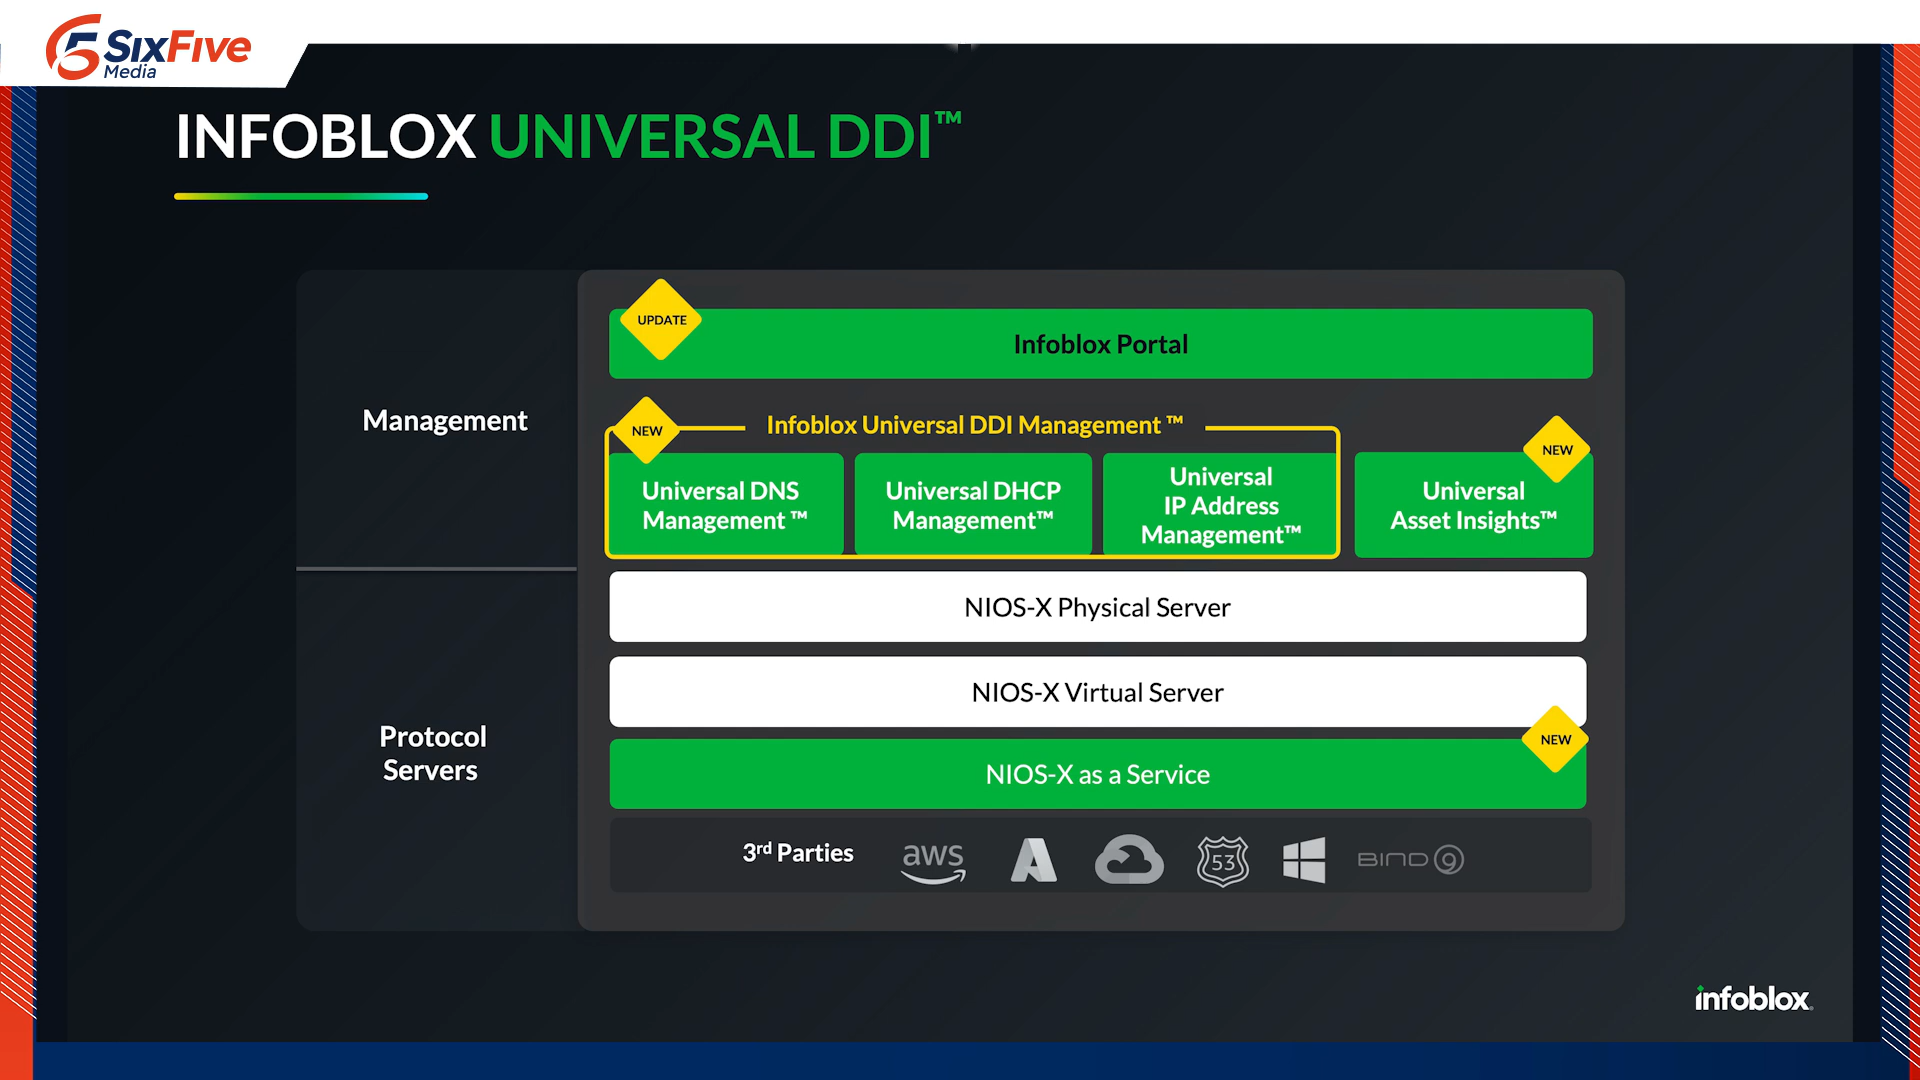 SixFive
Media
INFOBLOX UNIVERSAL DDI™
UPDATE
Infoblox Portal
Management
NEW
Infoblox Universal DDI Management ™
NEW
Universal DNS
Management ™
Universal DHCP
Management™
Universal
IP Address
Management™
Universal
Asset Insights™
NIOS-X Physical Server
NIOS-X Virtual Server
Protocol
Servers
NEW
NIOS-X as a Service
3rd Parties
aws
53
BIND 9
infoblox